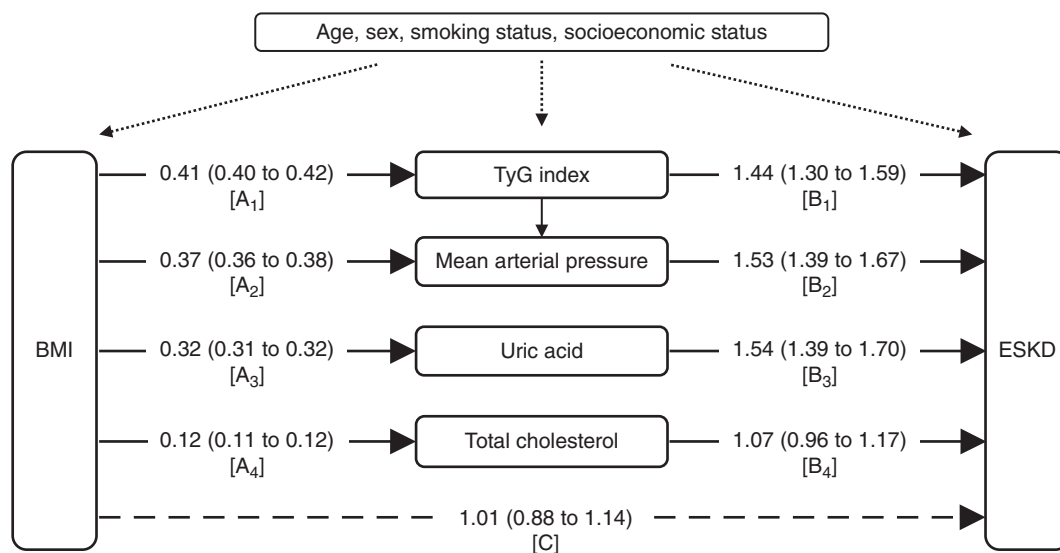 Age, sex, smoking status, socioeconomic status
0.41 (0.40 to 0.42)
[A₁]
TyG index
1.44 (1.30 to 1.59)
[B₁]
0.37 (0.36 to 0.38)
[A₂]
Mean arterial pressure
1.53 (1.39 to 1.67)
[B₂]
BMI
0.32 (0.31 to 0.32)
[A₃]
Uric acid
1.54 (1.39 to 1.70)
[B₃]
ESKD
0.12 (0.11 to 0.12)
[A₄]
Total cholesterol
1.07 (0.96 to 1.17)
[B₄]
1.01 (0.88 to 1.14)
[C]